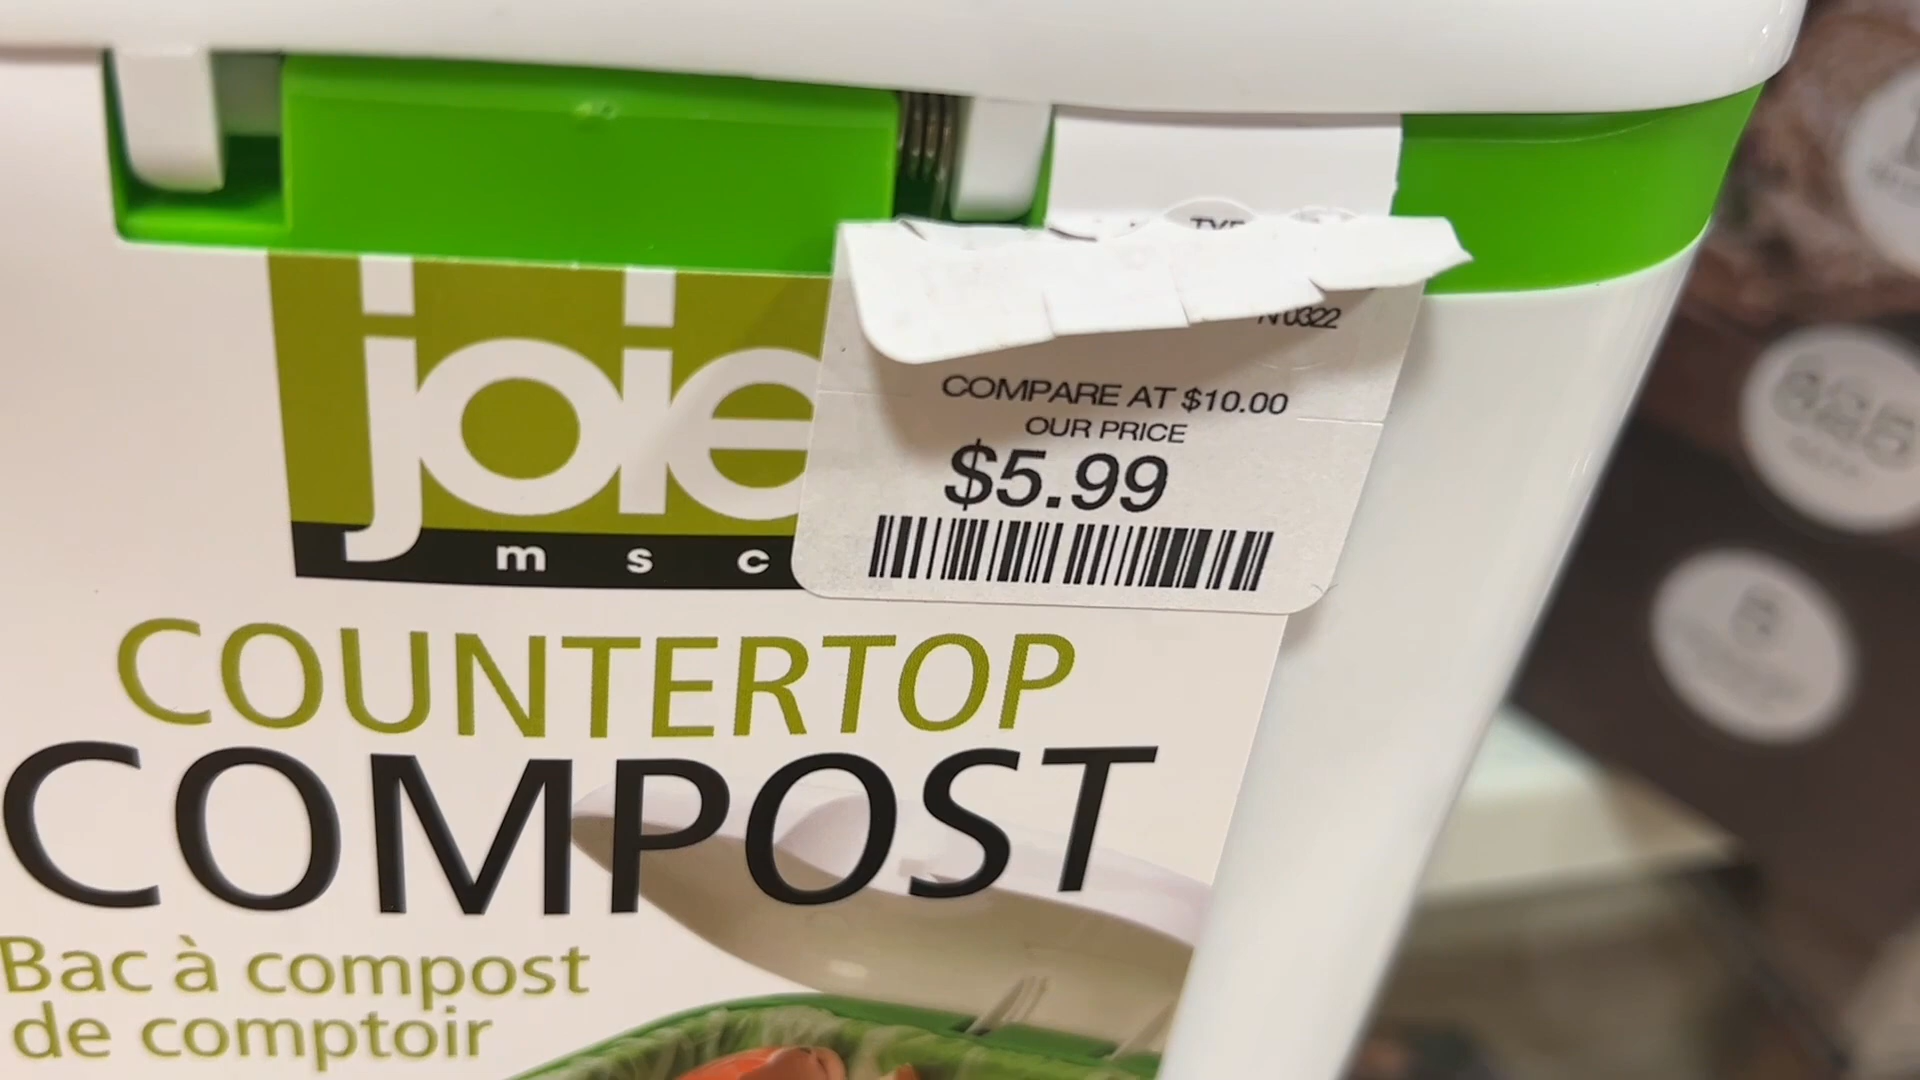 joie
msc
COMPARE AT $10.00
OUR PRICE
$5.99
COUNTERTOP
COMPOST
Bac à compost
de comptoir